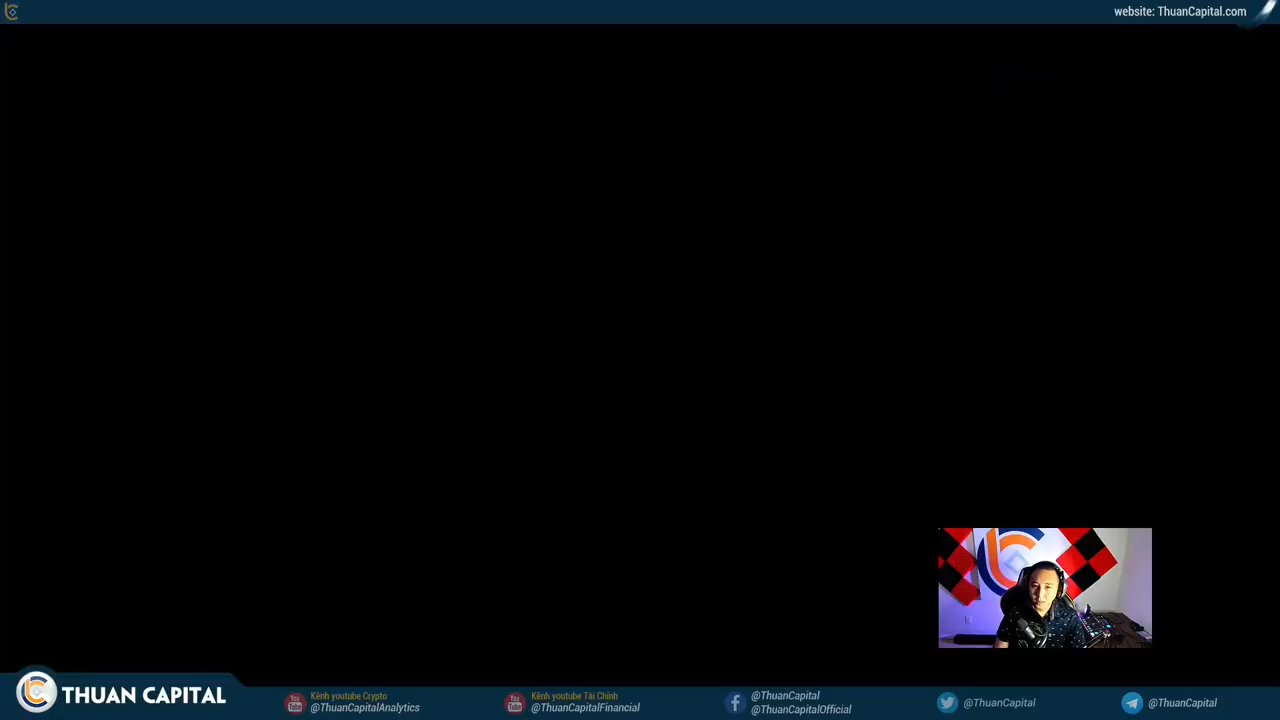 website: ThuanCapital.com
THUAN CAPITAL
Kênh youtube Crypto
@ThuanCapitalAnalytics
Kênh youtube Tài Chính
@ThuanCapitalFinancial
@ThuanCapital
@ThuanCapitalOfficial
@ThuanCapital
@ThuanCapital